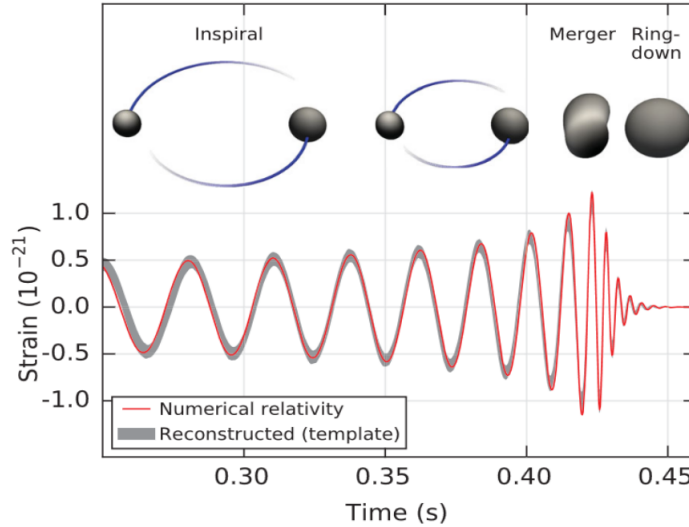 Inspiral
Merger
Ring-
down
1.0
0.5
0.0
-0.5
-1.0
Strain (10⁻²¹)
Numerical relativity
Reconstructed (template)
0.30
0.35
0.40
0.45
Time (s)